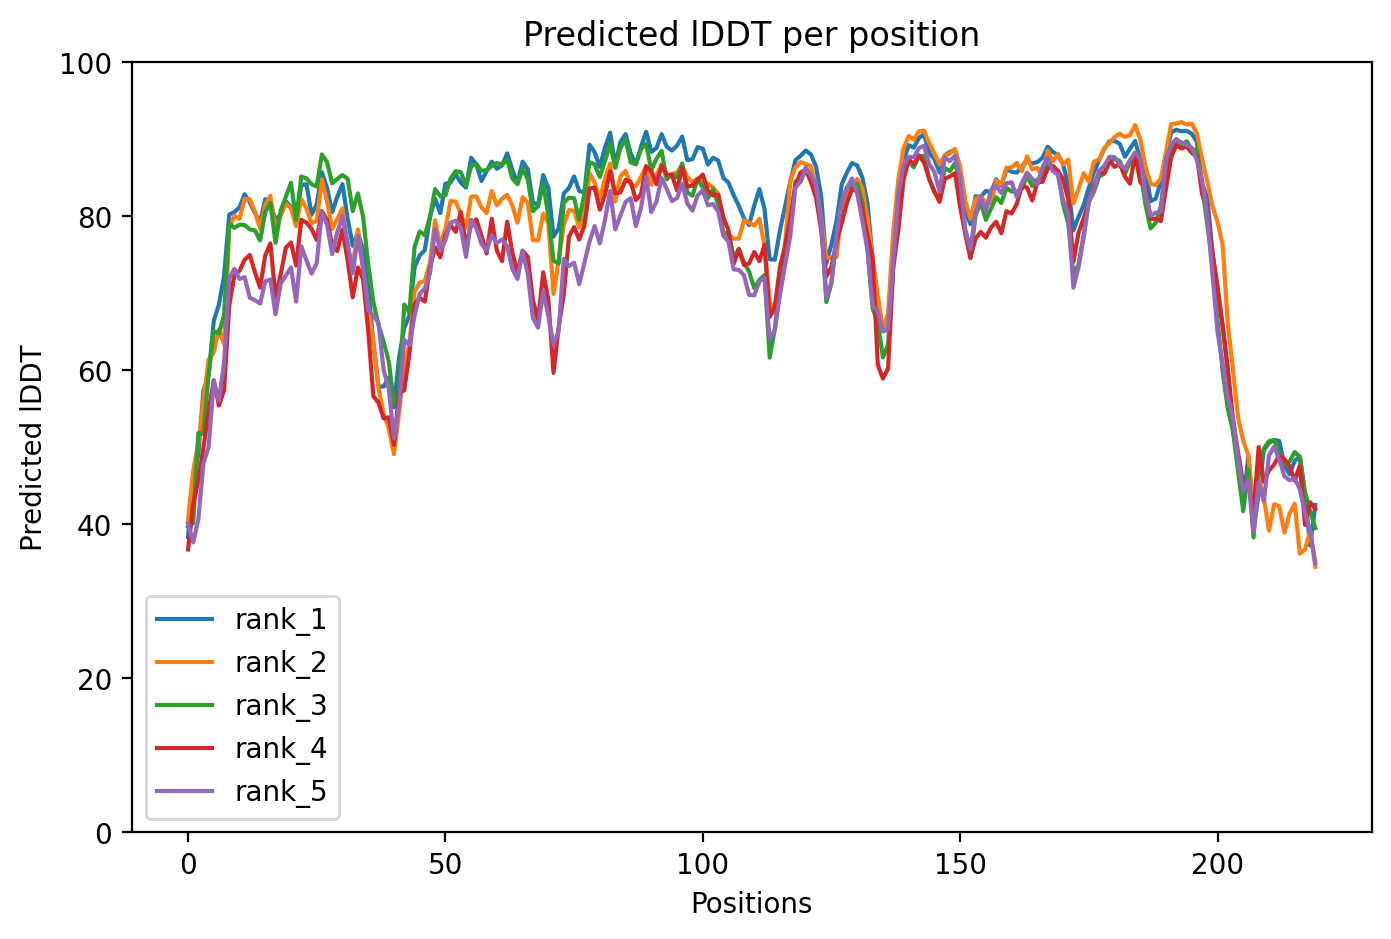 Predicted lDDT per position
100
80
60
40
20
0
Predicted lDDT
rank_1
rank_2
rank_3
rank_4
rank_5
0 50 100 150 200
Positions